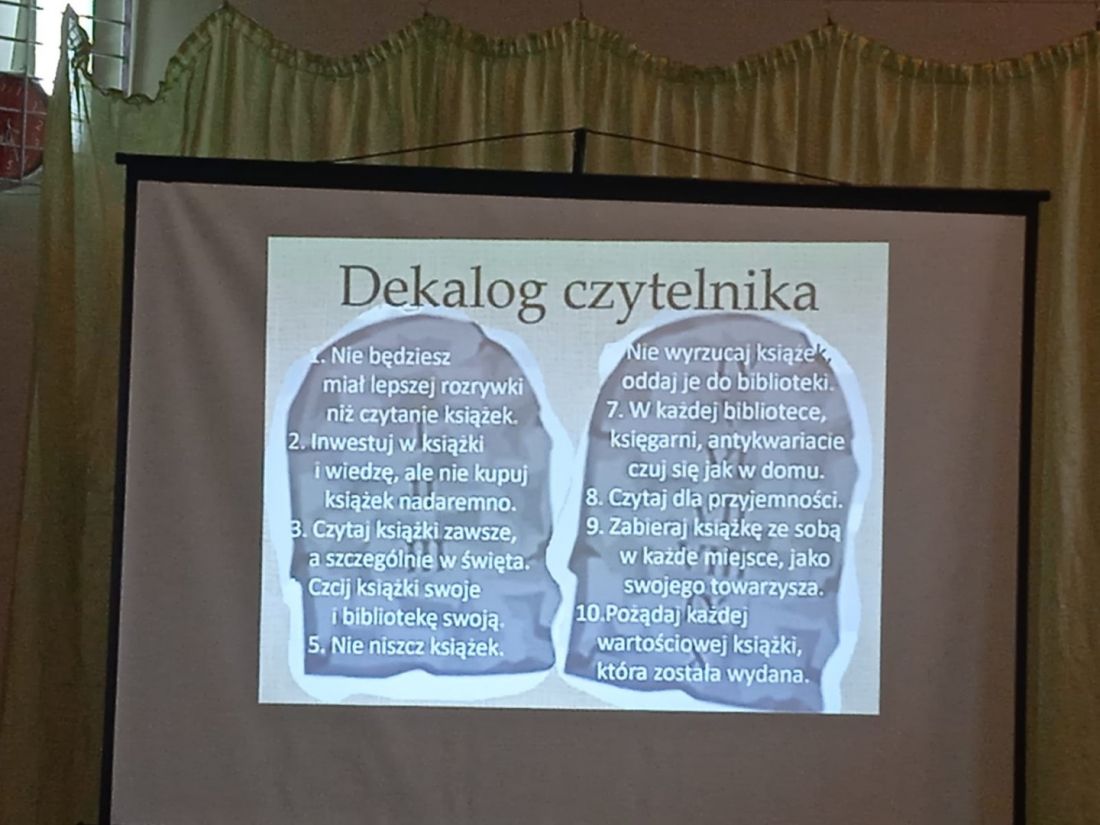 Dekalog czytelnika
1. Nie będziesz
miał lepszej rozrywki
niż czytanie książek.
2. Inwestuj w książki
i wiedzę, ale nie kupuj
książek nadaremno.
3. Czytaj książki zawsze,
a szczególnie w święta.
Czcij książki swoje
i bibliotekę swoją.
5. Nie niszcz książek.
Nie wyrzucaj książek,
oddaj je do biblioteki.
7. W każdej bibliotece,
księgarni, antykwariacie
czuj się jak w domu.
8. Czytaj dla przyjemności.
9. Zabieraj książkę ze sobą
w każde miejsce, jako
swojego towarzysza.
10.Pożądaj każdej
wartościowej książki,
która została wydana.